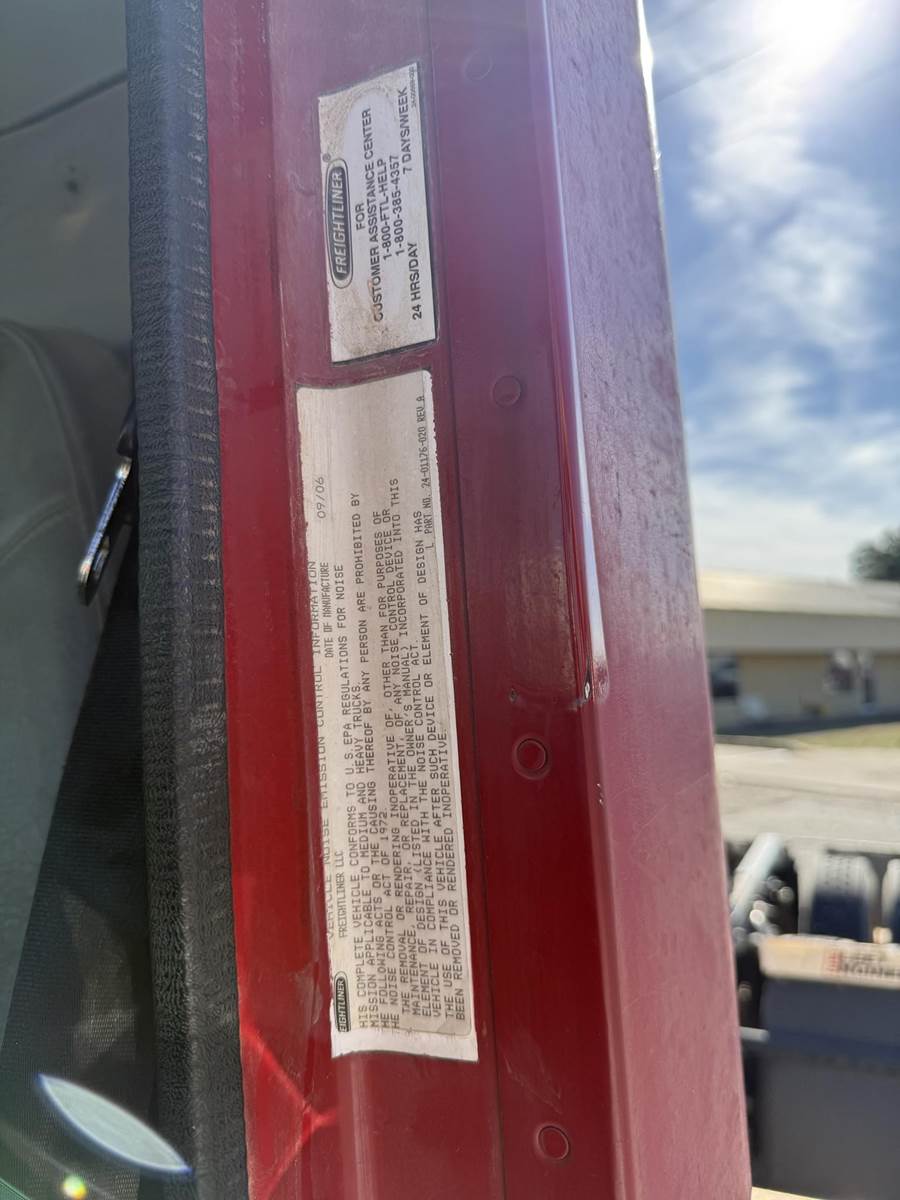 FREIGHTLINER®
FOR
CUSTOMER ASSISTANCE CENTER
1-800-FTL-HELP
1-800-385-4357
24 HRS/DAY 7 DAYS/WEEK
EIGHTLINER VEHICLE NOISE EMISSION CONTROL INFORMATION
FREIGHTLINER LLC DATE OF MANUFACTURE 09/06
HIS COMPLETE VEHICLE CONFORMS TO U.S.EPA REGULATIONS FOR NOISE
MISSION APPLICABLE TO MEDIUM AND HEAVY TRUCKS.
HE FOLLOWING ACTS OR THE CAUSING THEREOF BY ANY PERSON ARE PROHIBITED BY
HE NOISE CONTROL ACT OF 1972.
THE REMOVAL OR RENDERING INOPERATIVE OF, OTHER THAN FOR PURPOSES OF
MAINTENANCE, REPAIR, OR REPLACEMENT, OF ANY NOISE CONTROL DEVICE OR
ELEMENT OF DESIGN (LISTED IN THE OWNER'S MANUAL) INCORPORATED INTO THIS
VEHICLE IN COMPLIANCE WITH THE NOISE CONTROL ACT.
THE USE OF THIS VEHICLE AFTER SUCH DEVICE OR ELEMENT OF DESIGN HAS
BEEN REMOVED OR RENDERED INOPERATIVE.
PART NO. 24-01176-020 REV A